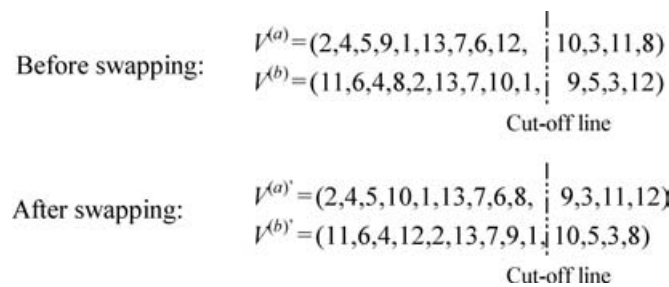 Before swapping:
V(a)=(2,4,5,9,1,13,7,6,12, 10,3,11,8)
V(b)=(11,6,4,8,2,13,7,10,1, 9,5,3,12)
Cut-off line
After swapping:
V(a)'=(2,4,5,10,1,13,7,6,8, 9,3,11,12)
V(b)'=(11,6,4,12,2,13,7,9,1, 10,5,3,8)
Cut-off line